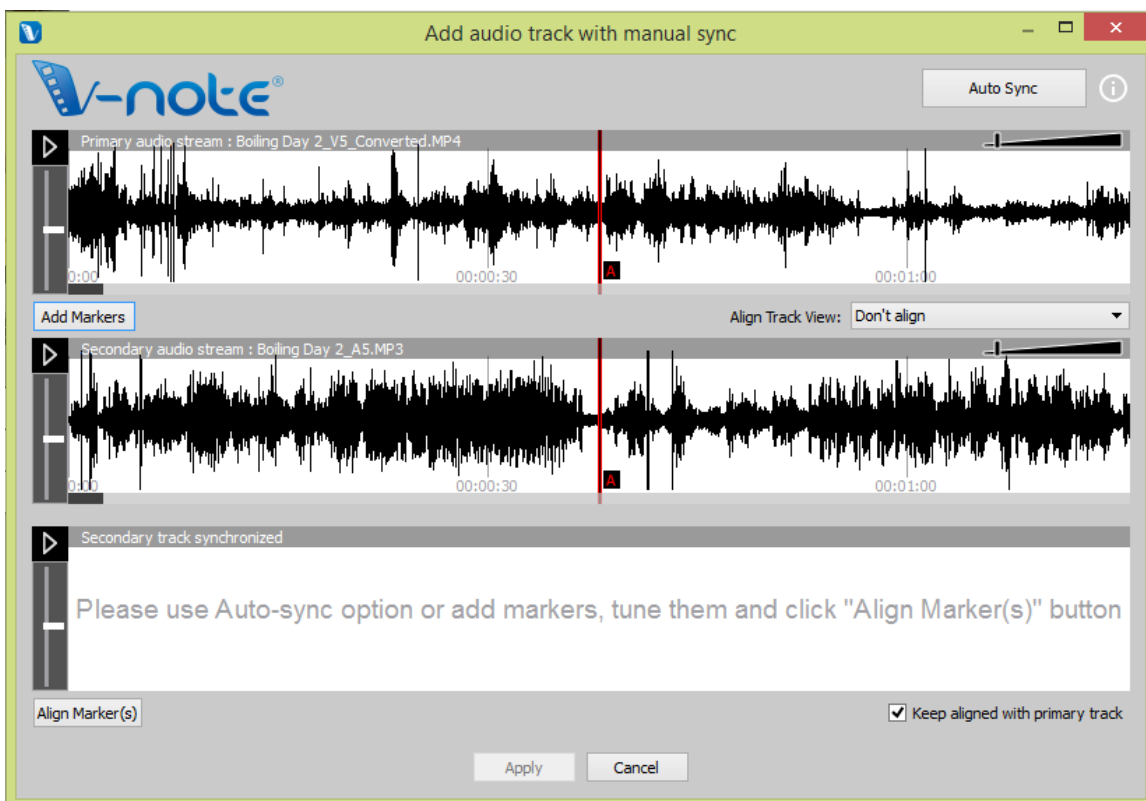 Add audio track with manual sync
V-note®
Auto Sync
Primary audio stream : Boiling Day 2_V5_Converted.MP4
0:00
00:00:30
A
00:01:00
Add Markers
Align Track View: Don't align
Secondary audio stream : Boiling Day 2_A5.MP3
0:00
00:00:30
A
00:01:00
Secondary track synchronized
Please use Auto-sync option or add markers, tune them and click "Align Marker(s)" button
Align Marker(s)
Keep aligned with primary track
Apply
Cancel